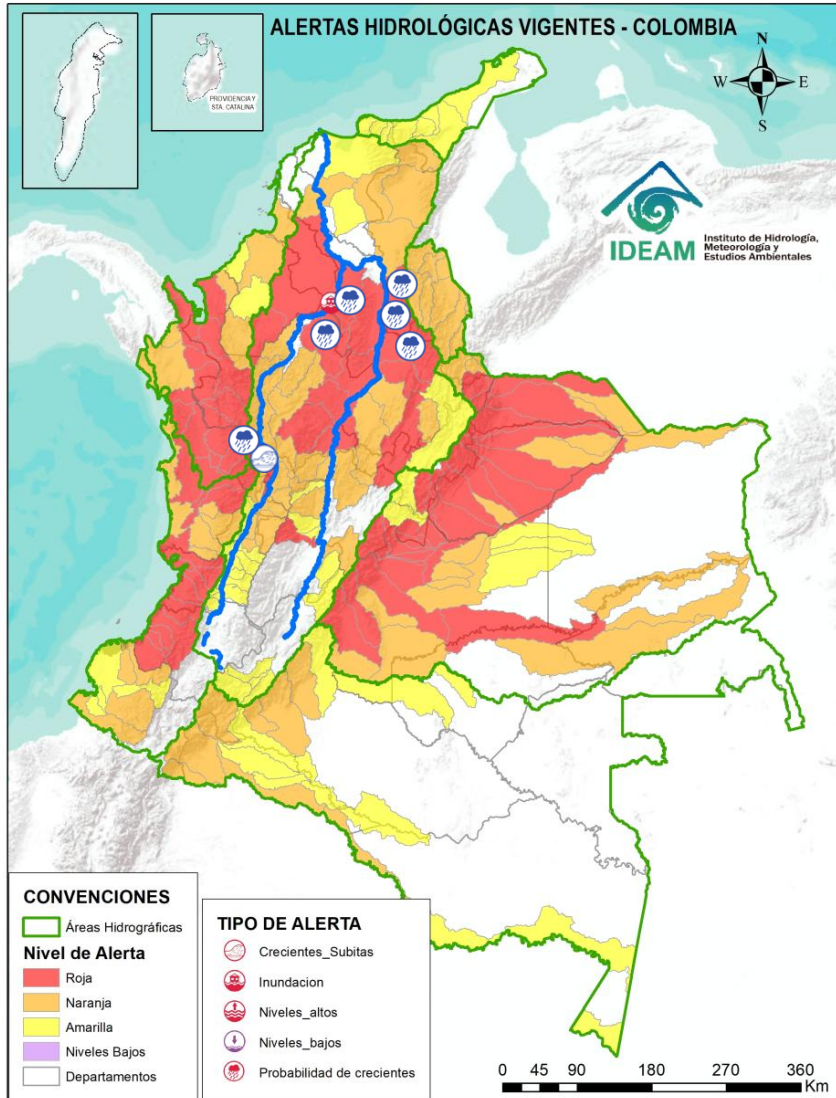 ALERTAS HIDROLÓGICAS VIGENTES - COLOMBIA
PROVIDENCIA Y
STA. CATALINA
N
W
E
S
IDEAM
Instituto de Hidrología,
Meteorología y
Estudios Ambientales
CONVENCIONES
Áreas Hidrográficas
Nivel de Alerta
Roja
Naranja
Amarilla
Niveles Bajos
Departamentos
TIPO DE ALERTA
Crecientes_Subitas
Inundacion
Niveles_altos
Niveles_bajos
Probabilidad de crecientes
0 45 90 180 270 360
Km